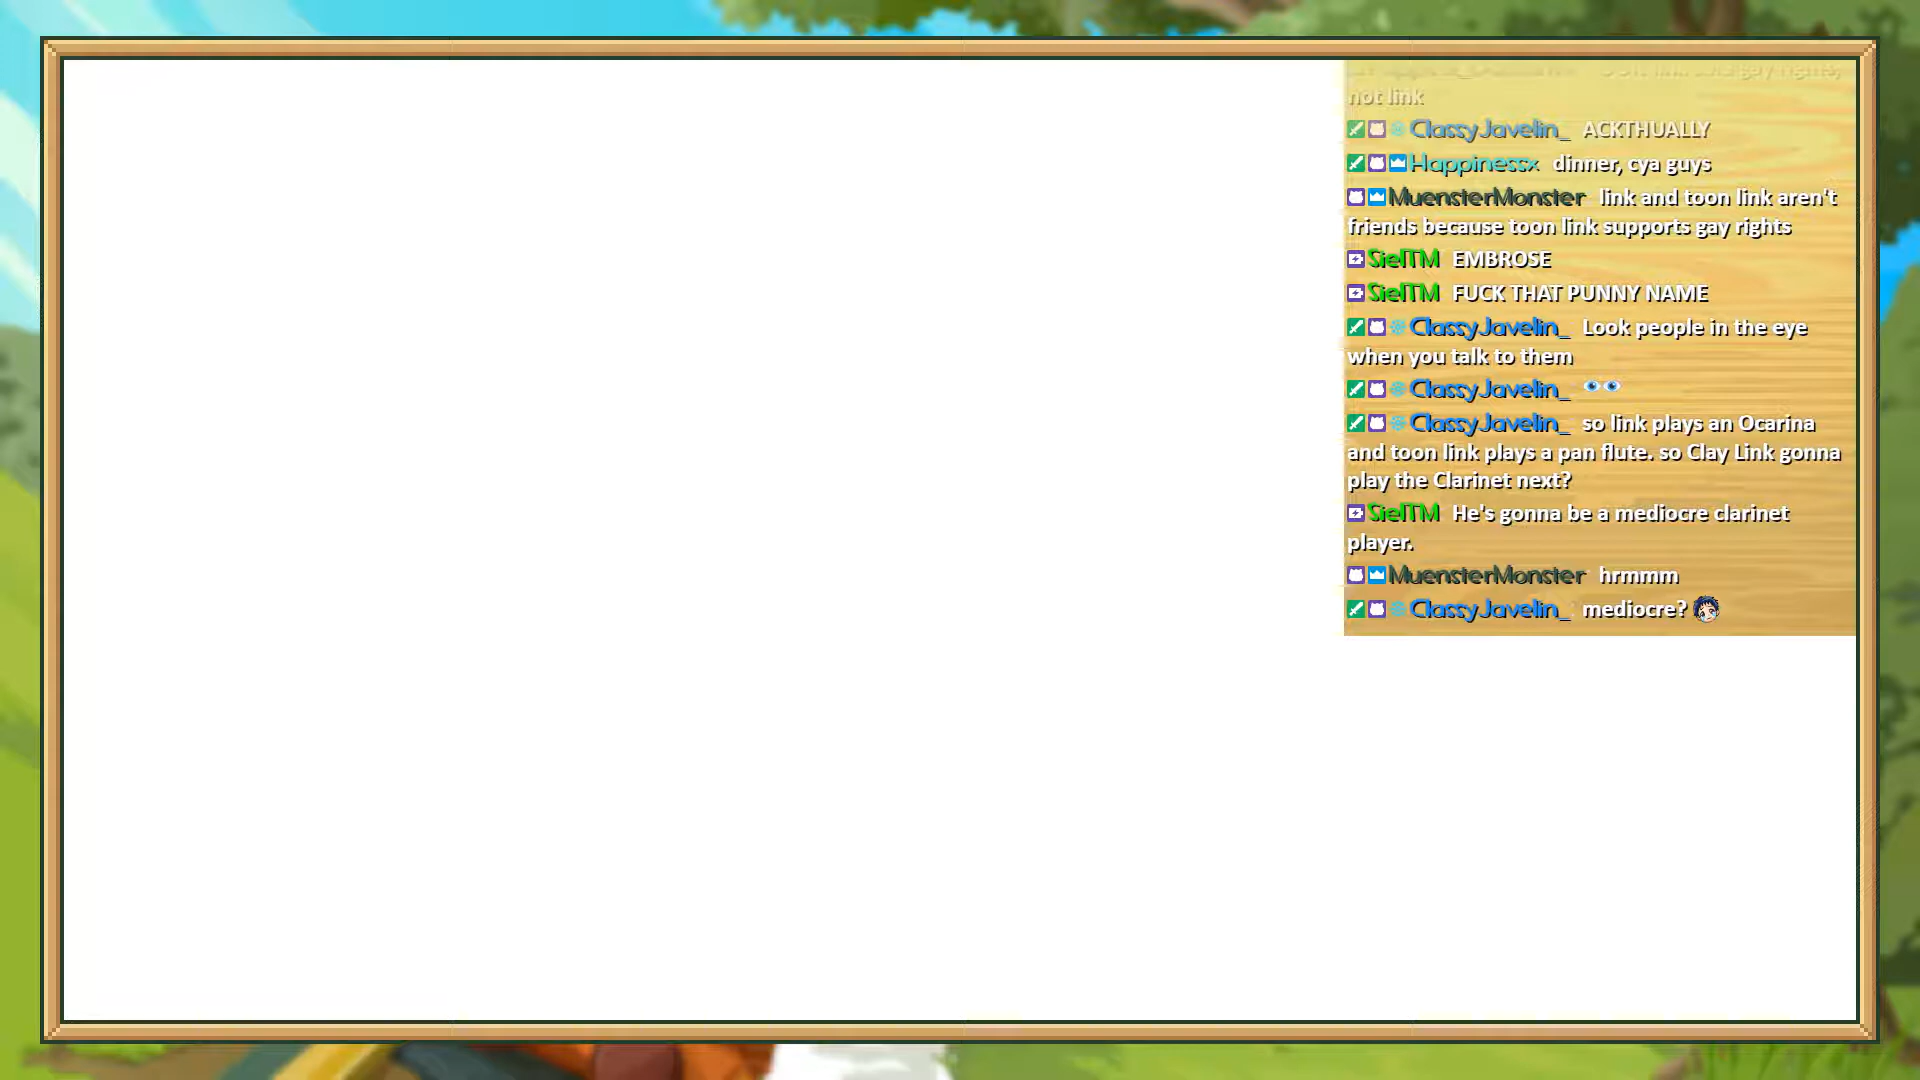 not link
ClassyJavelin_ ACKTHUALLY
Happinessx dinner, cya guys
MuensterMonster link and toon link aren't
friends because toon link supports gay rights
SielTM EMBROSE
SielTM FUCK THAT PUNNY NAME
ClassyJavelin_ Look people in the eye
when you talk to them
ClassyJavelin_ 👁️👁️
ClassyJavelin_ so link plays an Ocarina
and toon link plays a pan flute. so Clay Link gonna
play the Clarinet next?
SielTM He's gonna be a mediocre clarinet
player.
MuensterMonster hrmmm
ClassyJavelin_ mediocre?